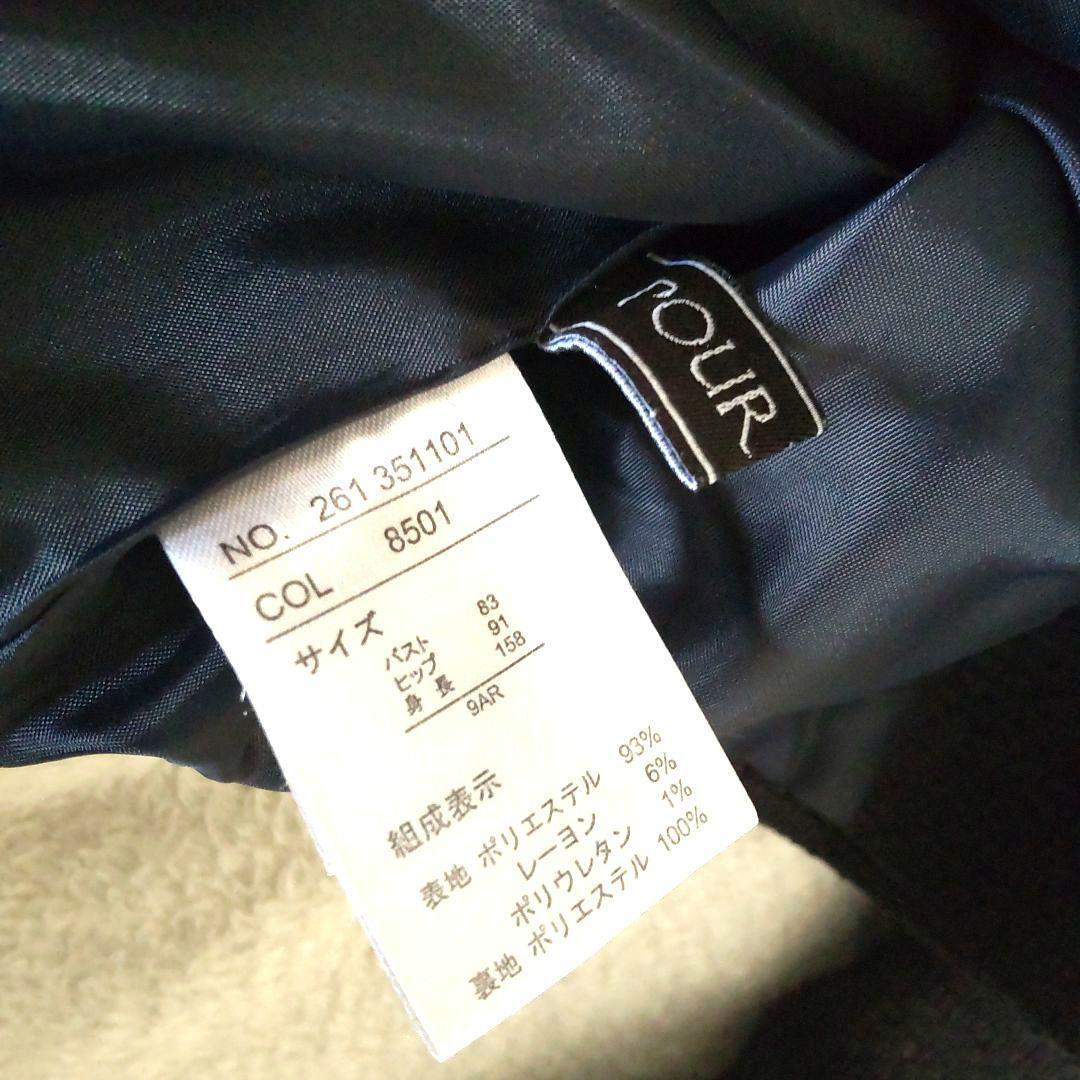 rOUR
NO. 261 351101
COL 8501
サイズ
バスト 83
ヒップ 91
身長 158
9AR
組成表示
表地 ポリエステル 93%
レーヨン 6%
ポリウレタン 1%
裏地 ポリエステル 100%